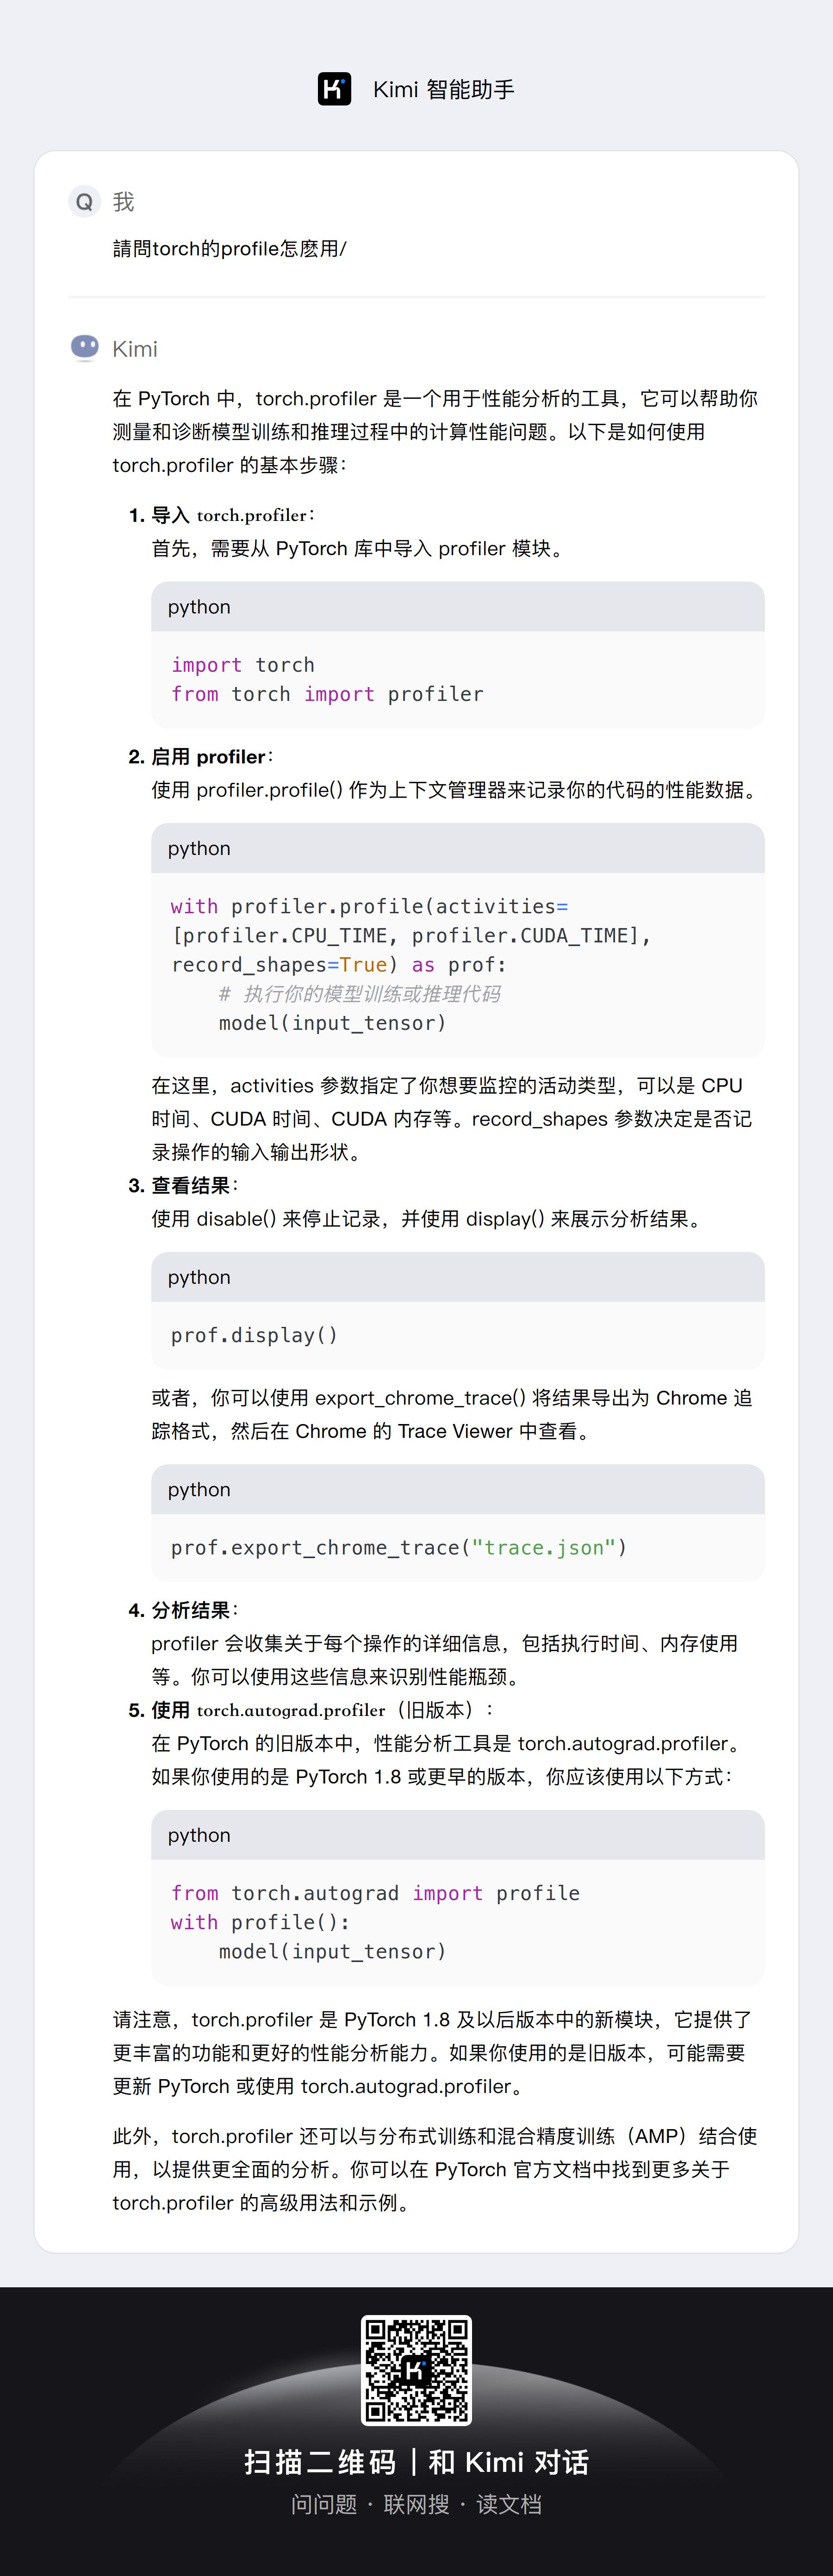 Kimi 智能助手
Q 我
請問torch的profile怎麽用/
Kimi
在 PyTorch 中，torch.profiler 是一个用于性能分析的工具，它可以帮助你
测量和诊断模型训练和推理过程中的计算性能问题。以下是如何使用
torch.profiler 的基本步骤：
1. 导入 torch.profiler：
首先，需要从 PyTorch 库中导入 profiler 模块。
python
import torch
from torch import profiler
2. 启用 profiler：
使用 profiler.profile() 作为上下文管理器来记录你的代码的性能数据。
python
with profiler.profile(activities=
[profiler.CPU_TIME, profiler.CUDA_TIME],
record_shapes=True) as prof:
    # 执行你的模型训练或推理代码
    model(input_tensor)
在这里，activities 参数指定了你想要监控的活动类型，可以是 CPU
时间、CUDA 时间、CUDA 内存等。record_shapes 参数决定是否记
录操作的输入输出形状。
3. 查看结果：
使用 disable() 来停止记录，并使用 display() 来展示分析结果。
python
prof.display()
或者，你可以使用 export_chrome_trace() 将结果导出为 Chrome 追
踪格式，然后在 Chrome 的 Trace Viewer 中查看。
python
prof.export_chrome_trace("trace.json")
4. 分析结果：
profiler 会收集关于每个操作的详细信息，包括执行时间、内存使用
等。你可以使用这些信息来识别性能瓶颈。
5. 使用 torch.autograd.profiler（旧版本）：
在 PyTorch 的旧版本中，性能分析工具是 torch.autograd.profiler。
如果你使用的是 PyTorch 1.8 或更早的版本，你应该使用以下方式：
python
from torch.autograd import profile
with profile():
    model(input_tensor)
请注意，torch.profiler 是 PyTorch 1.8 及以后版本中的新模块，它提供了
更丰富的功能和更好的性能分析能力。如果你使用的是旧版本，可能需要
更新 PyTorch 或使用 torch.autograd.profiler。
此外，torch.profiler 还可以与分布式训练和混合精度训练（AMP）结合使
用，以提供更全面的分析。你可以在 PyTorch 官方文档中找到更多关于
torch.profiler 的高级用法和示例。
扫描二维码｜和 Kimi 对话
问问题 · 联网搜 · 读文档